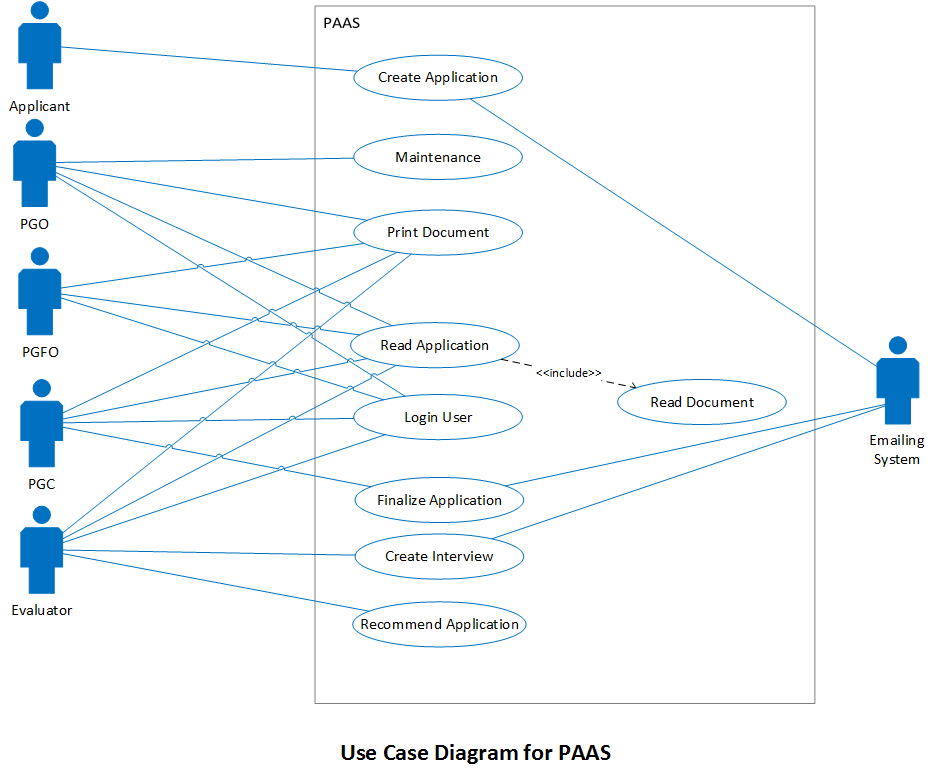 PAAS
Applicant
Create Application
PGO
Maintenance
Print Document
PGFO
Read Application
<<include>>
Read Document
PGC
Login User
Emailing
System
Finalize Application
Evaluator
Create Interview
Recommend Application
Use Case Diagram for PAAS